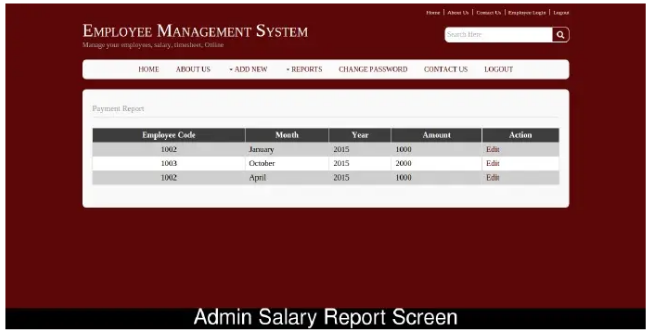 Home | About Us | Contact Us | Employee Login | Logout
Employee Management System
Manage your employees, salary, timesheet, Online
Search Here
HOME ABOUT US + ADD NEW + REPORTS CHANGE PASSWORD CONTACT US LOGOUT
Payment Report
Employee Code Month Year Amount Action
1002 January 2015 1000 Edit
1003 October 2015 2000 Edit
1002 April 2015 1000 Edit
Admin Salary Report Screen